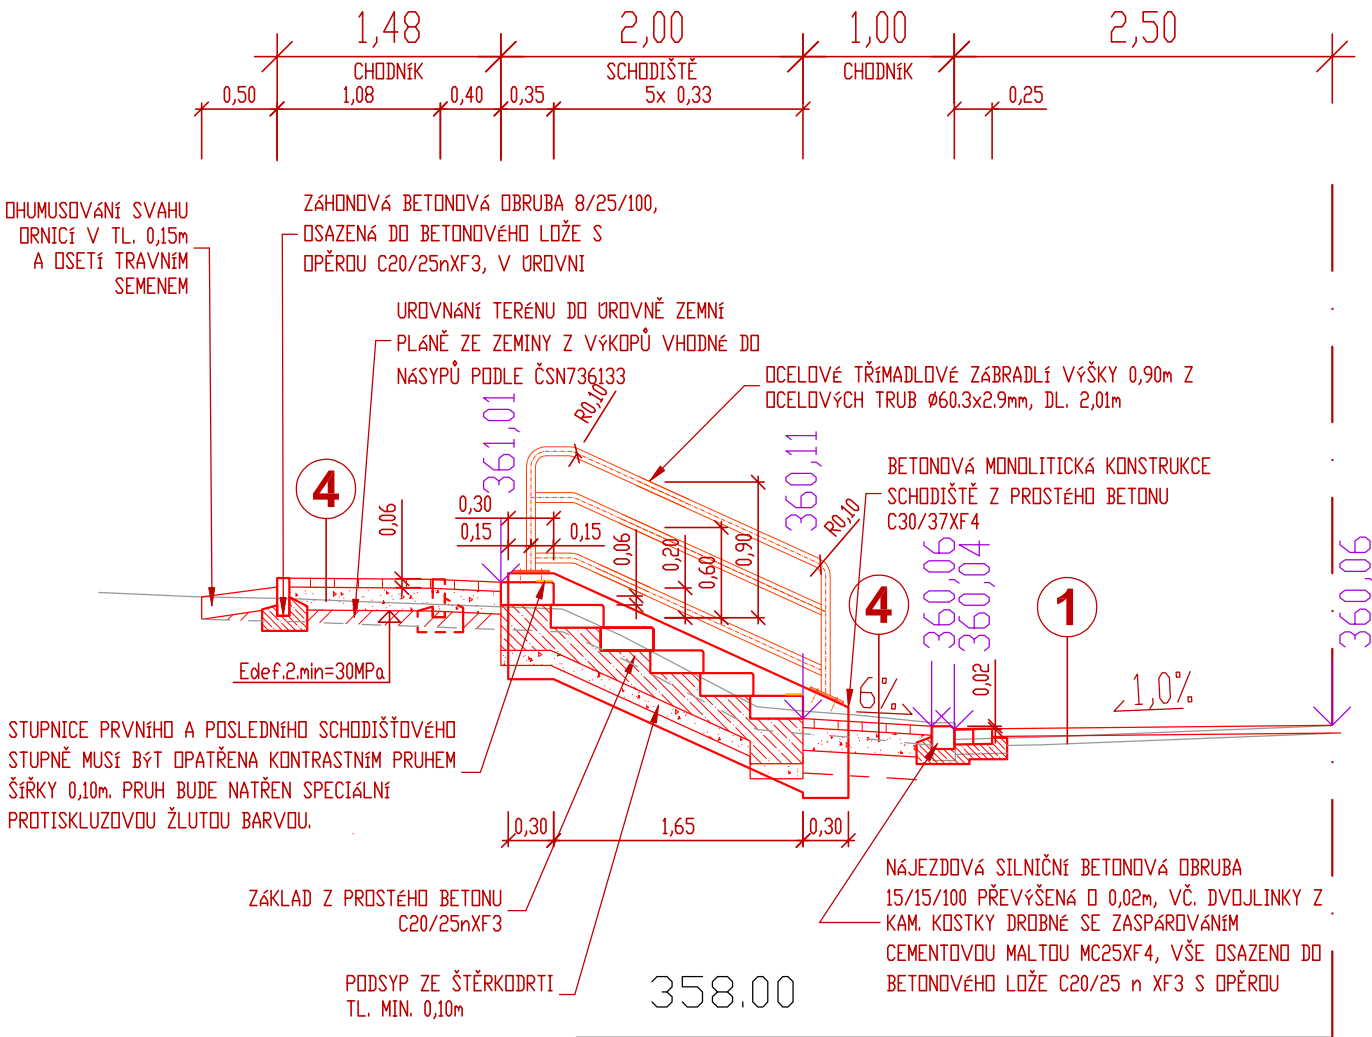 1,48
2,00
1,00
2,50
CHODNÍK
SCHODIŠTĚ
CHODNÍK
0,50
1,08
0,40
0,35
5x 0,33
0,25
OHUMUSOVÁNÍ SVAHU
ORNICÍ V TL. 0,15m
A OSETÍ TRAVNÍM
SEMENEM
ZÁHONOVÁ BETONOVÁ OBRUBA 8/25/100,
OSAZENÁ DO BETONOVÉHO LOŽE S
OPĚROU C20/25nXF3, V ÚROVNI
UROVNÁNÍ TERÉNU DO ÚROVNĚ ZEMNÍ
PLÁNĚ ZE ZEMINY Z VÝKOPŮ VHODNÉ DO
NÁSYPŮ PODLE ČSN736133
OCELOVÉ TŘÍMADLOVÉ ZÁBRADLÍ VÝŠKY 0,90m Z
OCELOVÝCH TRUB Ø60.3x2.9mm, DL. 2,01m
BETONOVÁ MONOLITICKÁ KONSTRUKCE
SCHODIŠTĚ Z PROSTÉHO BETONU
C30/37XF4
R0,10
361,01
360,11
R0,10
360,06
360,04
360,06
4
0,06
0,30
0,15
0,15
0,06
0,20
0,60
0,90
4
1
Edef.2.min=30MPa
6%
0,02
1,0%
STUPNICE PRVNÍHO A POSLEDNÍHO SCHODIŠŤOVÉHO
STUPNĚ MUSÍ BÝT OPATŘENA KONTRASTNÍM PRUHEM
ŠÍŘKY 0,10m. PRUH BUDE NATŘEN SPECIÁLNÍ
PROTISKLUZOVOU ŽLUTOU BARVOU.
0,30
1,65
0,30
ZÁKLAD Z PROSTÉHO BETONU
C20/25nXF3
PODSYP ZE ŠTĚRKODRTI
TL. MIN. 0,10m
NÁJEZDOVÁ SILNIČNÍ BETONOVÁ OBRUBA
15/15/100 PŘEVÝŠENÁ O 0,02m, VČ. DVOJLINKY Z
KAM. KOSTKY DROBNÉ SE ZASPÁROVÁNÍM
CEMENTOVOU MALTOU MC25XF4, VŠE OSAZENO DO
BETONOVÉHO LOŽE C20/25 n XF3 S OPĚROU
358.00